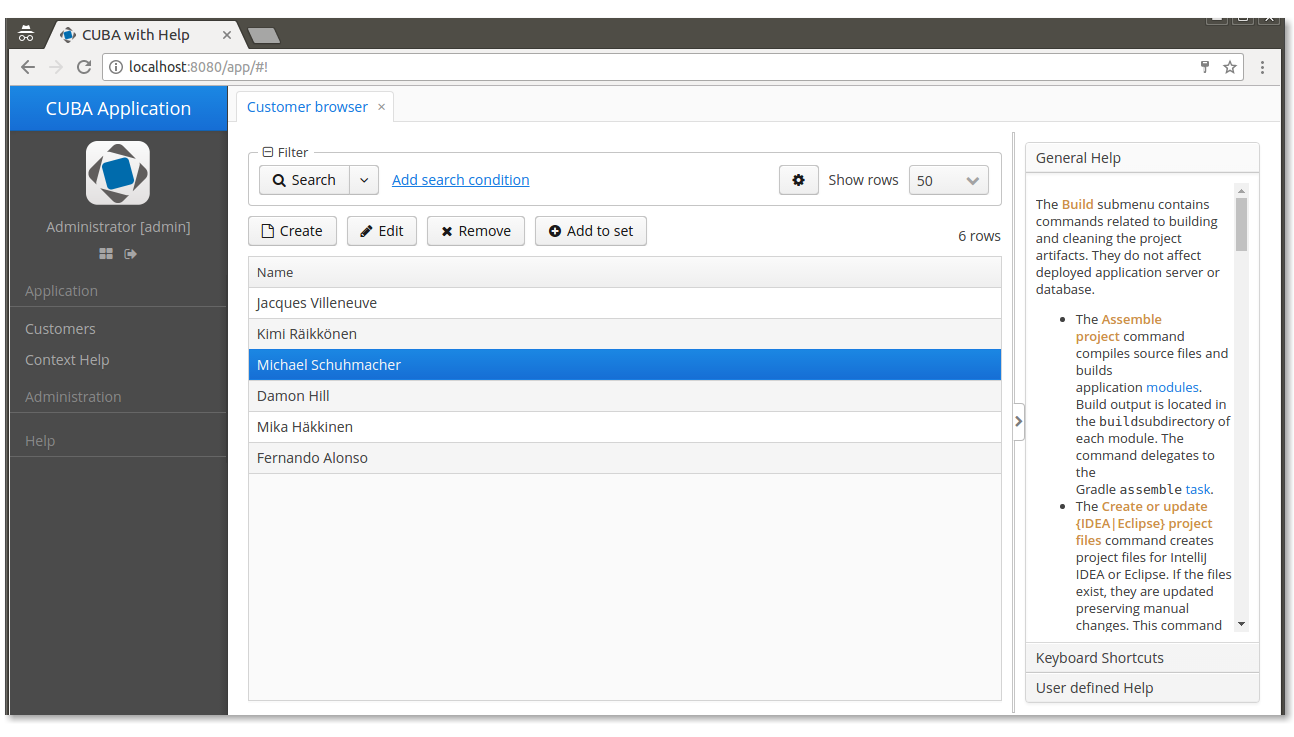 CUBA with Help
localhost:8080/app/#!
CUBA Application
Administrator [admin]
Application
Customers
Context Help
Administration
Help
Customer browser
Filter
Search
Add search condition
Show rows
50
Create
Edit
Remove
Add to set
6 rows
Name
Jacques Villeneuve
Kimi Räikkönen
Michael Schuhmacher
Damon Hill
Mika Häkkinen
Fernando Alonso
General Help
The Build submenu contains
commands related to building
and cleaning the project
artifacts. They do not affect
deployed application server or
database.
• The Assemble
project command
compiles source files and
builds
application modules.
Build output is located in
the buildsubdirectory of
each module. The
command delegates to
the
Gradle assemble task.
• The Create or update
{IDEA|Eclipse} project
files command creates
project files for IntelliJ
IDEA or Eclipse. If the files
exist, they are updated
preserving manual
changes. This command
Keyboard Shortcuts
User defined Help